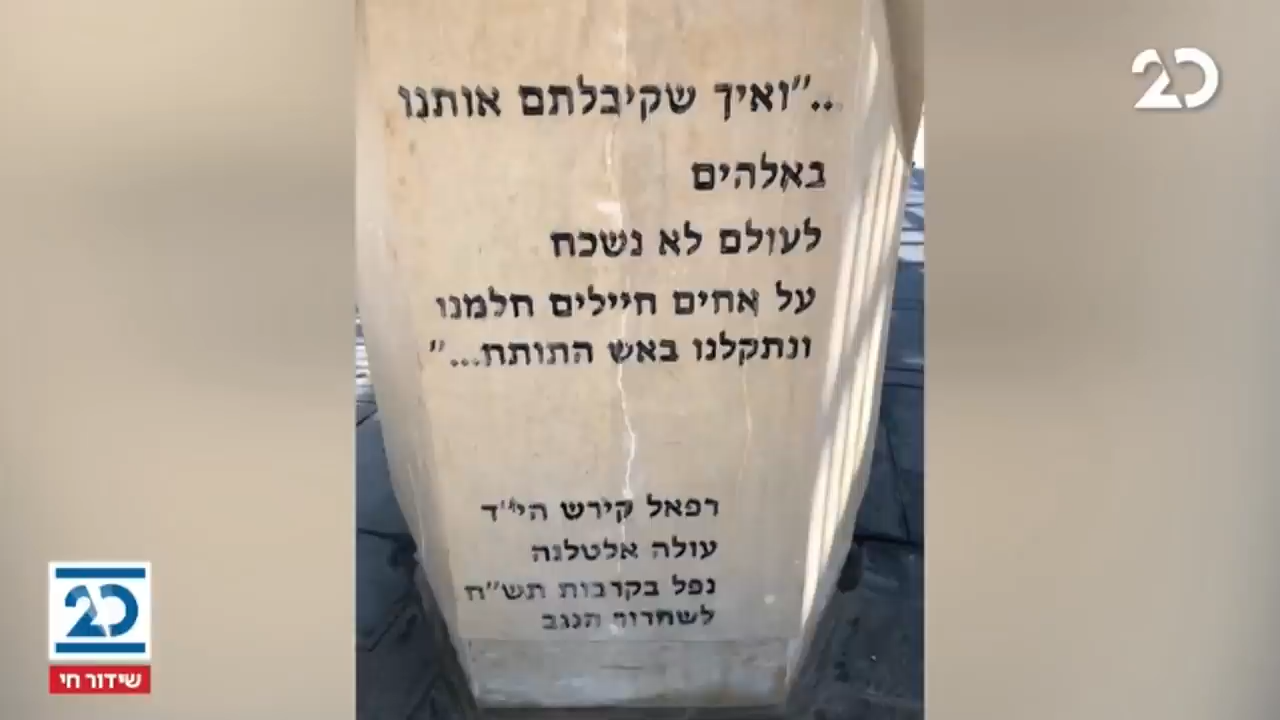 .."ואיך שקיבלתם אותנו
באלהים
לעולם לא נשכח
על אחים חיילים חלמנו
ונתקלנו באש התותח..."
רפאל קירש הי"ד
עולה אלטלנה
נפל בקרבות תש"ח
לשחרור הנגב
20
20
שידור חי